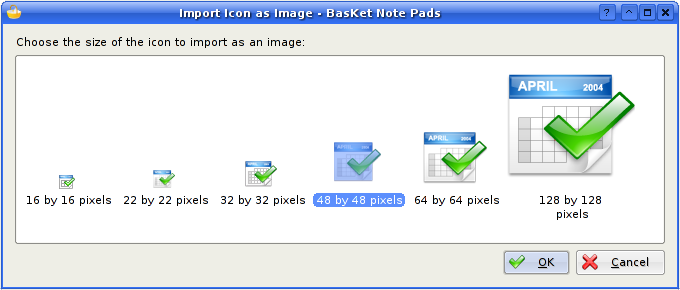 Import Icon as Image - BasKet Note Pads
Choose the size of the icon to import as an image:
APRIL 2004
APRIL 2004
APRIL
16 by 16 pixels
22 by 22 pixels
32 by 32 pixels
48 by 48 pixels
64 by 64 pixels
128 by 128
pixels
OK
Cancel